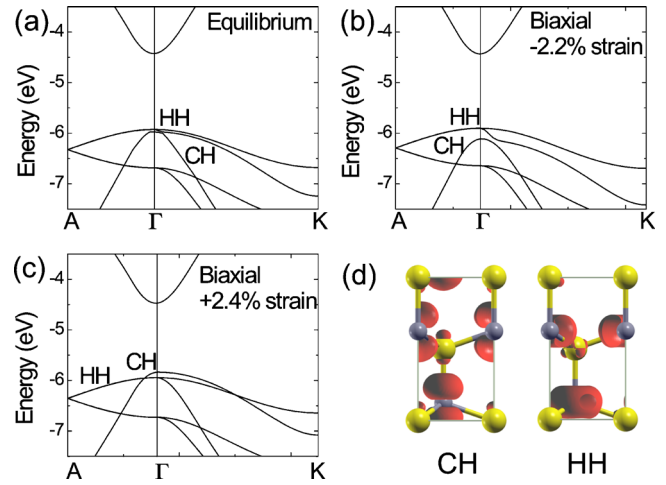 (a)
Equilibrium
Energy (eV)
-4
-5
-6
-7
HH
CH
A
Γ
K
(b)
Biaxial
-2.2% strain
Energy (eV)
-4
-5
-6
-7
HH
CH
A
Γ
K
(c)
Biaxial
+2.4% strain
Energy (eV)
-4
-5
-6
-7
HH
CH
A
Γ
K
(d)
CH
HH